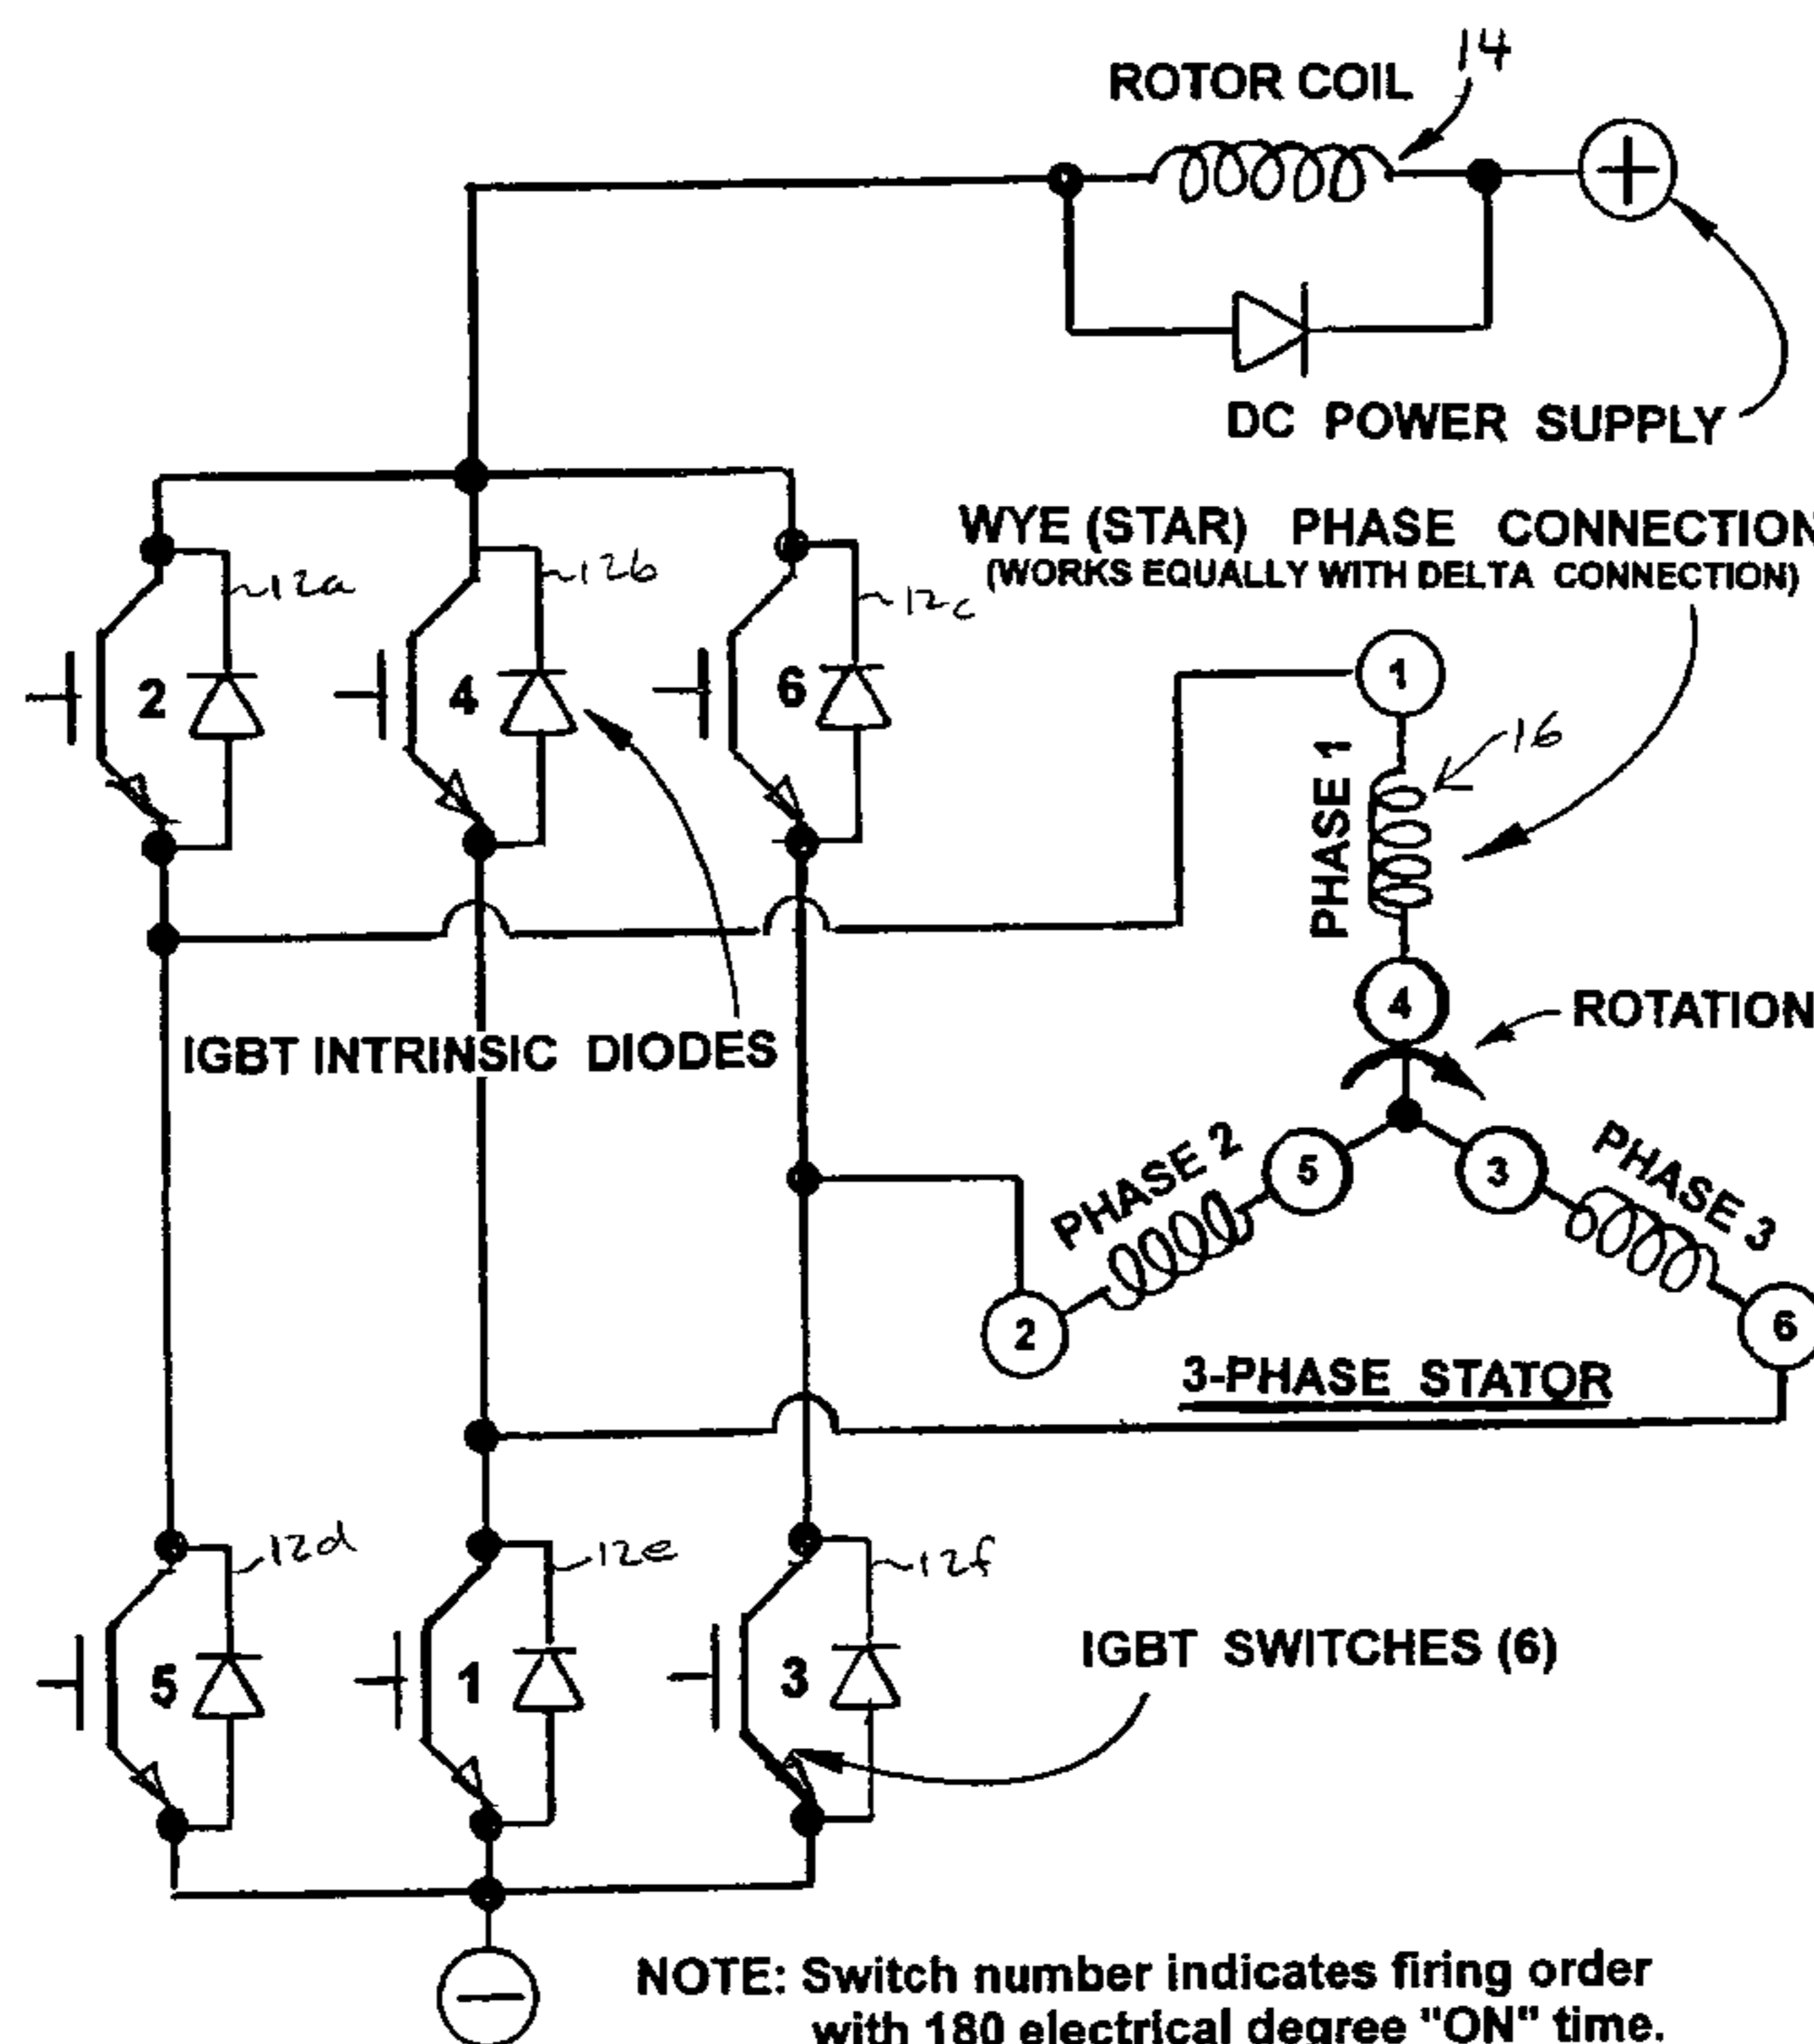 14
ROTOR COIL
+
DC POWER SUPPLY
WYE (STAR) PHASE CONNECTION
(WORKS EQUALLY WITH DELTA CONNECTION)
12a
12b
12c
2
4
6
1
PHASE 1
16
4
ROTATION
IGBT INTRINSIC DIODES
PHASE 2
5
3
PHASE 3
2
6
3-PHASE STATOR
12d
12e
12f
5
1
3
IGBT SWITCHES (6)
−
NOTE: Switch number indicates firing order
with 180 electrical degree "ON" time.